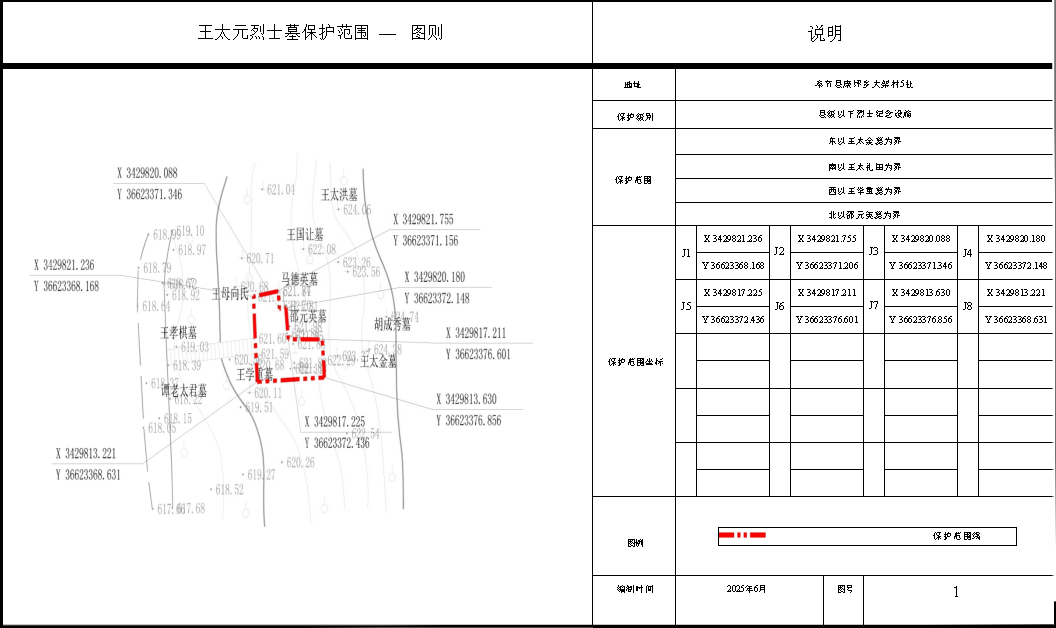 王太元烈士墓保护范围 — 图则
说明
X 3429820.088
Y 36623371.346
621.04
王太洪墓
624.06
X 3429821.755
Y 36623371.156
王国让墓
622.08
619.10
618.97
620.71
623.26
623.56
X 3429821.236
Y 36623368.168
618.79
马德英墓
X 3429820.180
Y 36623372.148
618.92
618.64
王母向氏
邵元英墓
胡成秀墓
王孝棋墓
619.03
X 3429817.211
Y 36623376.601
621.59
王太金墓
618.39
谭老太君墓
620.11
619.51
X 3429813.630
Y 36623376.856
618.15
X 3429817.225
Y 36623372.436
X 3429813.221
Y 36623368.631
620.26
619.27
618.52
地址
保护级别
县级以下烈士纪念设施
保护范围
东以王太金墓为界
南以王太礼田为界
西以王学董墓为界
北以邵元英墓为界
保护范围坐标
J1
X 3429821.236
Y 36623368.168
J2
X 3429821.755
Y 36623371.206
J3
X 3429820.088
Y 36623371.346
J4
X 3429820.180
Y 36623372.148
J5
X 3429817.225
Y 36623372.436
J6
X 3429817.211
Y 36623376.601
J7
X 3429813.630
Y 36623376.856
J8
X 3429813.221
Y 36623368.631
图例
保护范围线
编制时间
2025年6月
图号
1